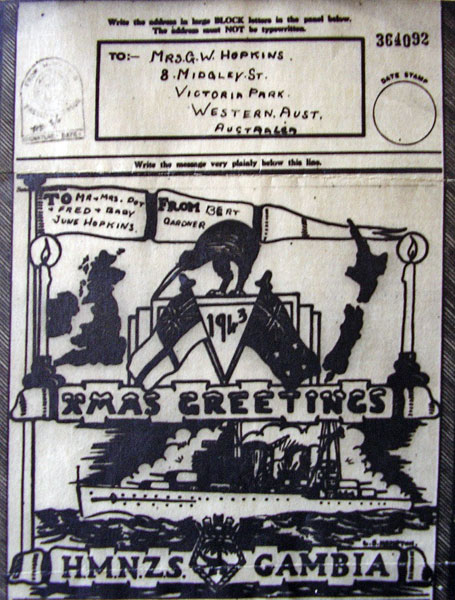 Write the address in large BLOCK letters in the panel below.
The address must NOT be typewritten.
364092
TO:- MRS. G. W. HOPKINS.
8. MIDGLEY. ST.
VICTORIA PARK.
WESTERN. AUST.
AUSTRALIA
DATE STAMP
Write the message very plainly below this line.
TO MR + MRS. DOT
+ FRED + BABY
JUNE HOPKINS.
FROM BERT
GARDNER
1943
XMAS GREETINGS
H.M.N.Z.S. GAMBIA